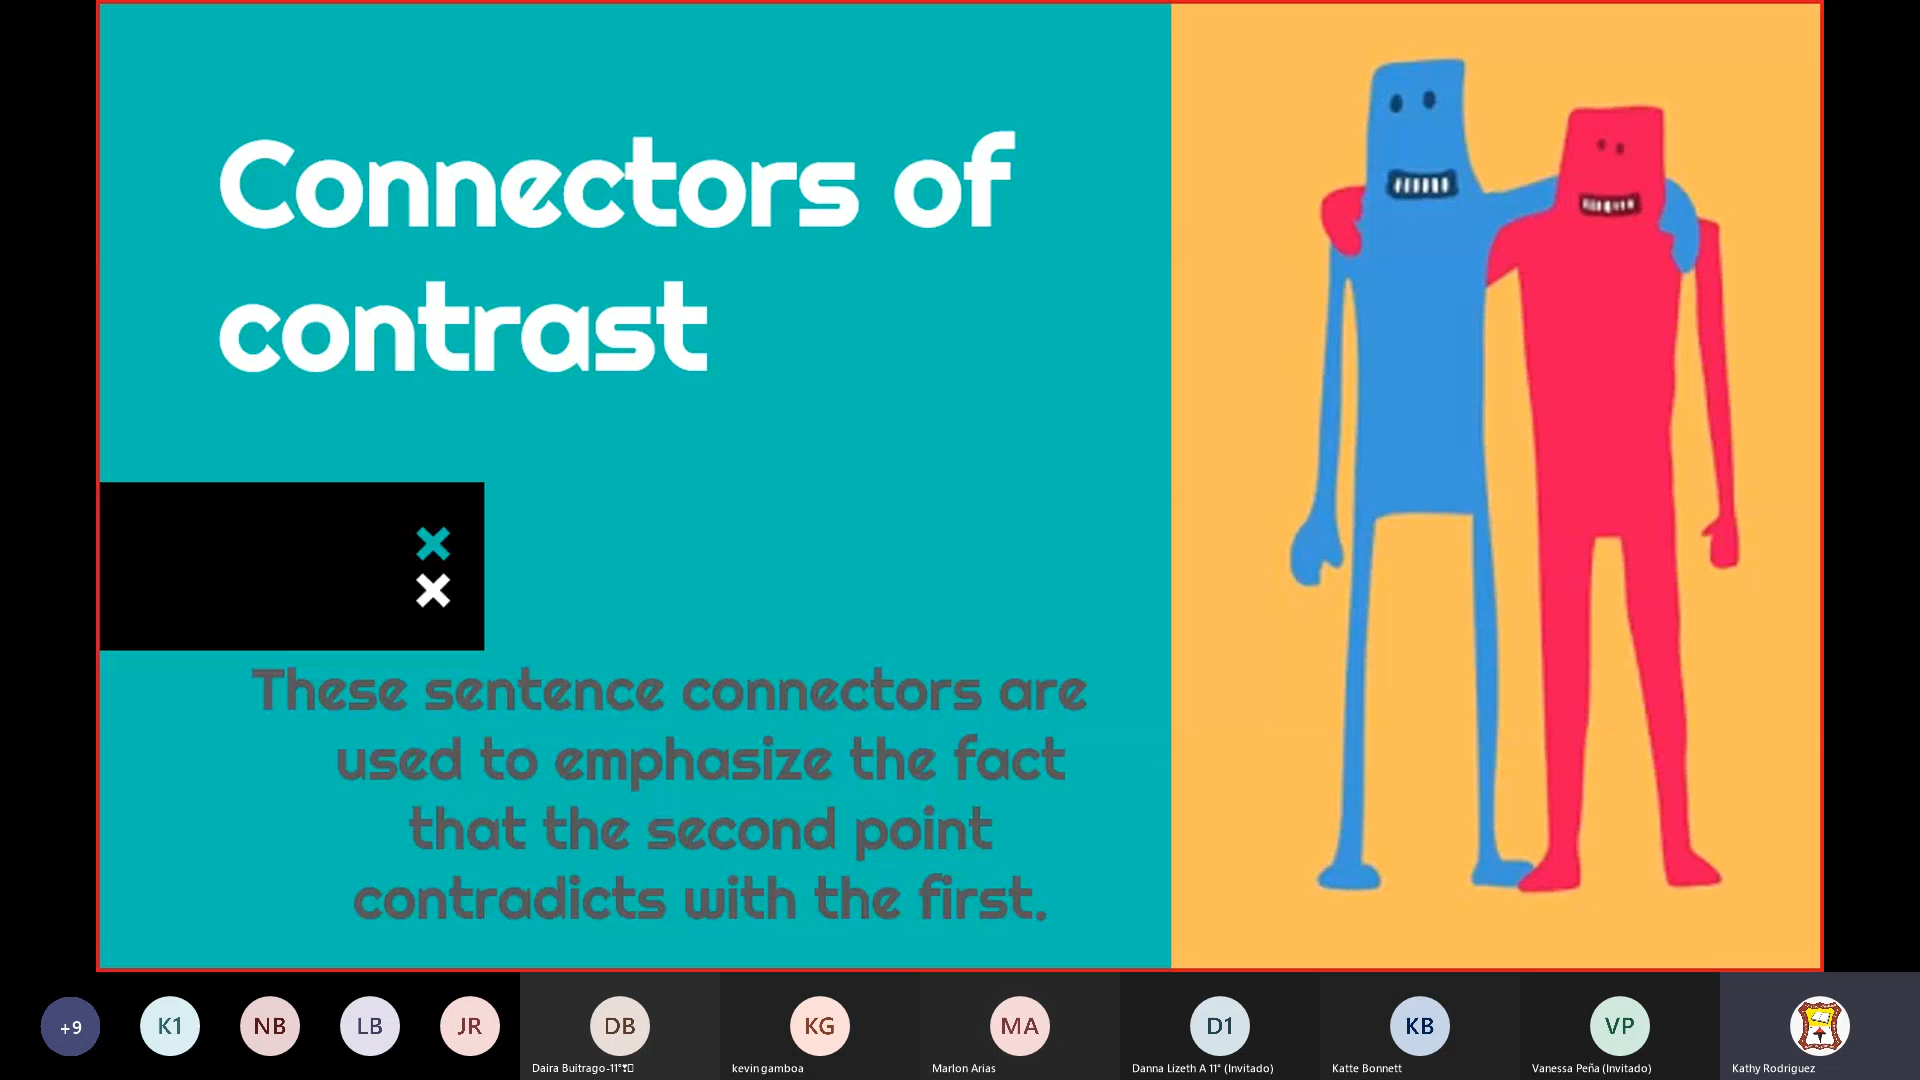 Connectors of
contrast
These sentence connectors are
used to emphasize the fact
that the second point
contradicts with the first.
+9
K1
NB
LB
JR
DB
KG
MA
D1
KB
VP
Daira Buitrago-11°
kevin gamboa
Marlon Arias
Danna Lizeth A 11° (Invitado)
Katte Bonnett
Vanessa Peña (Invitado)
Kathy Rodriguez